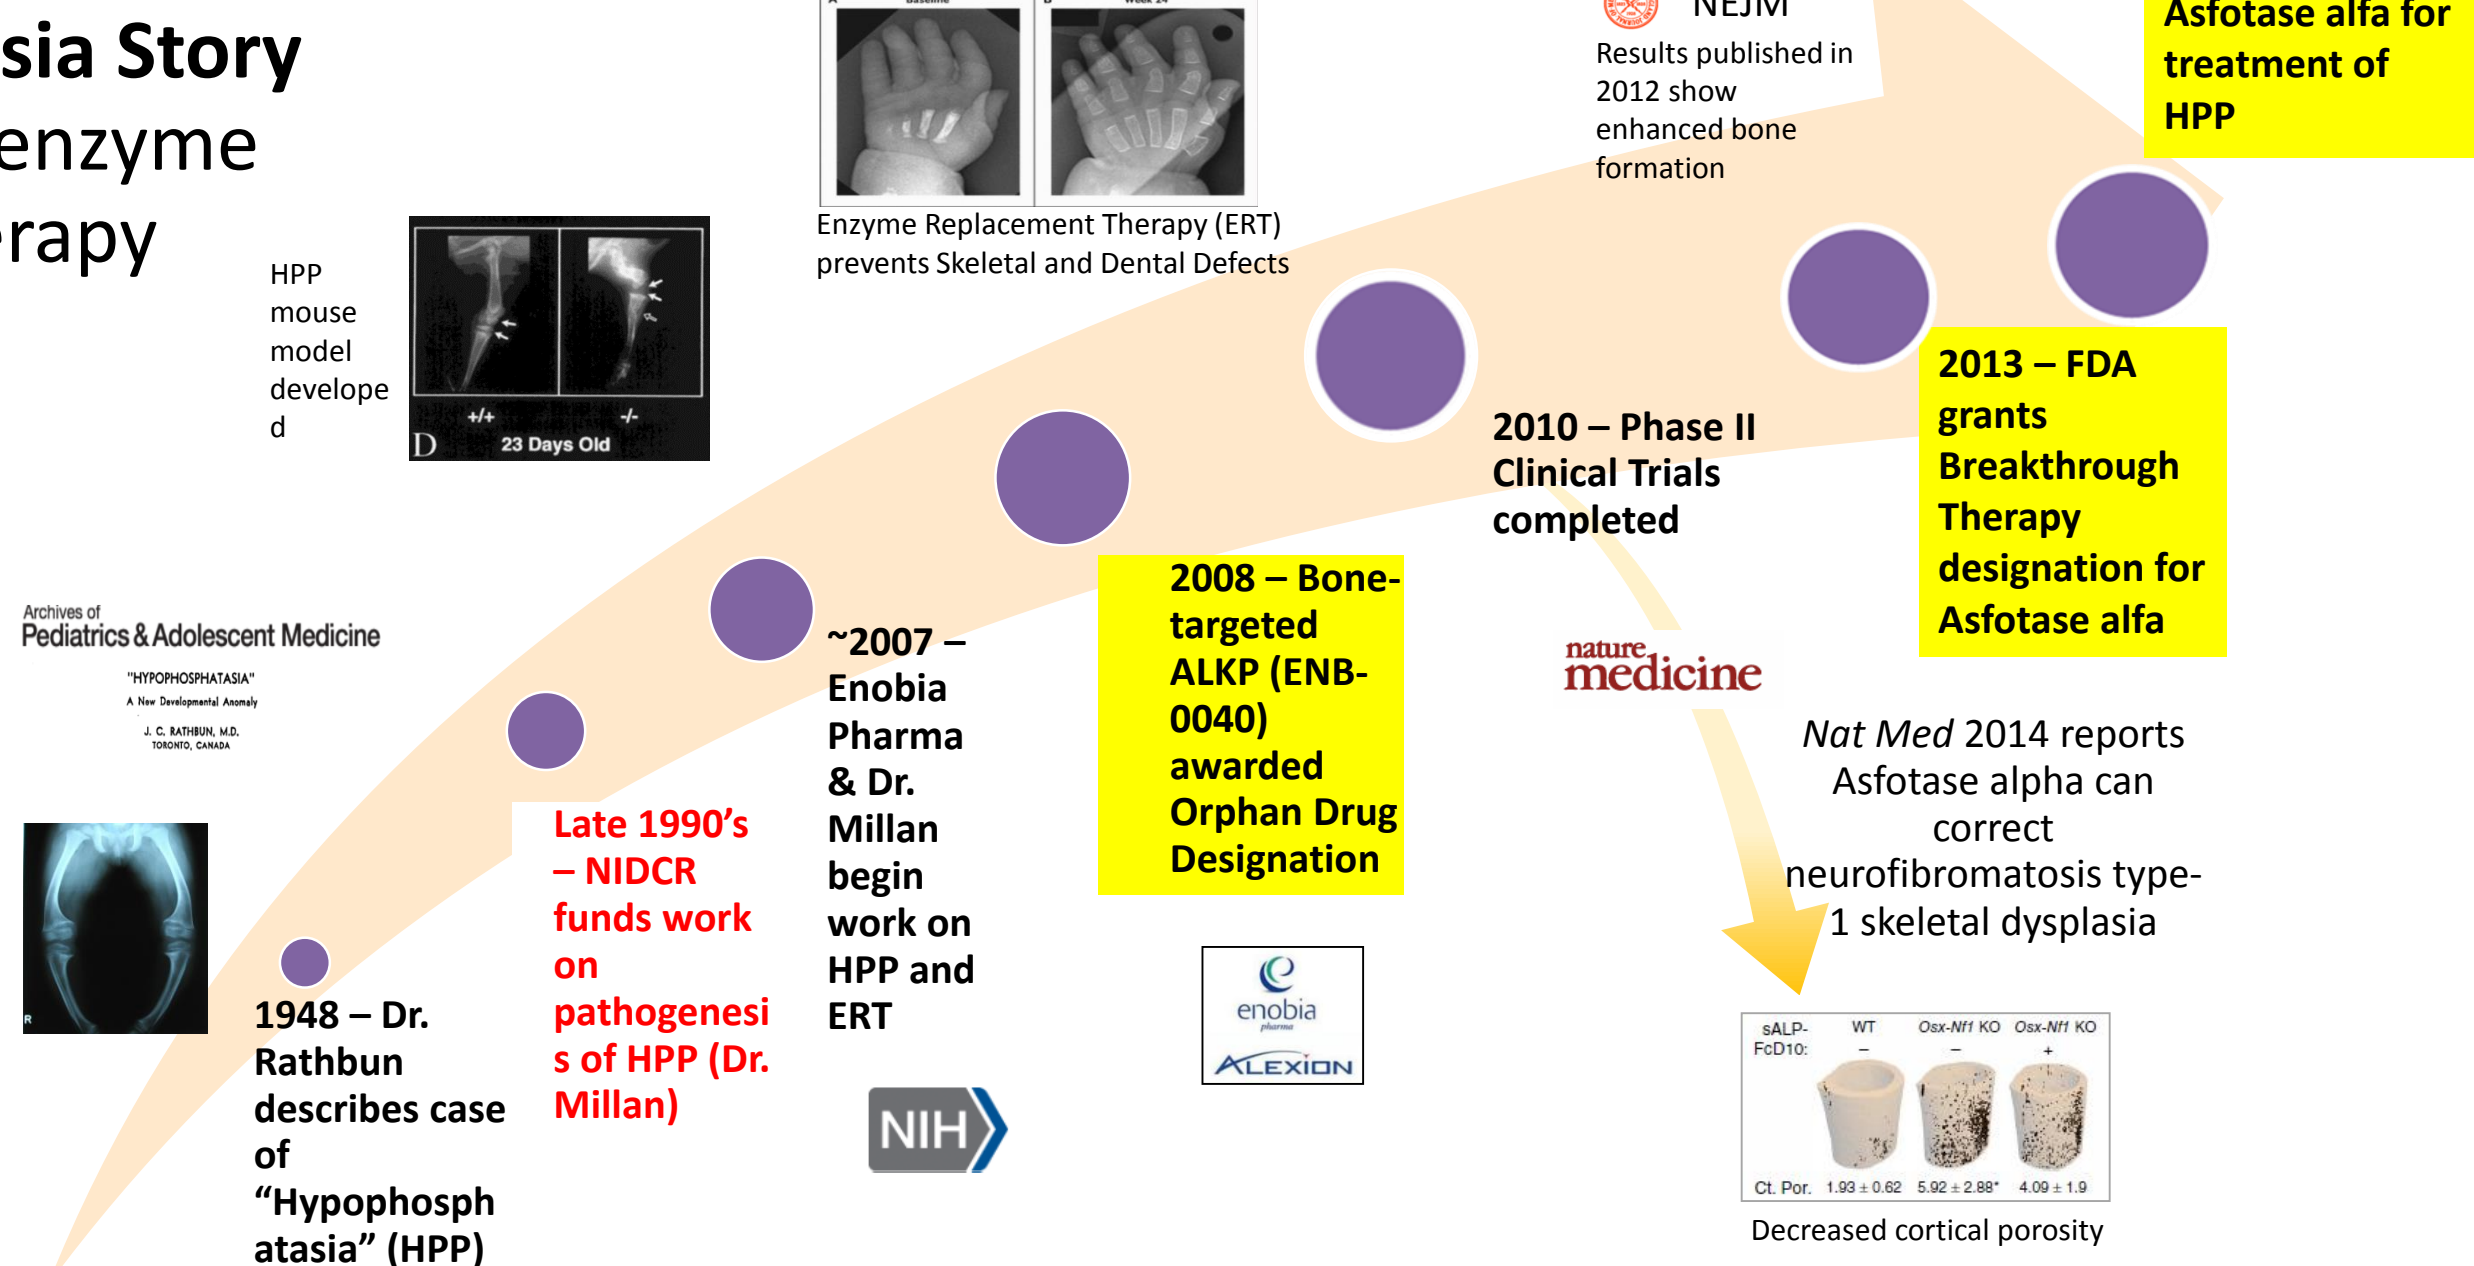 sia Story
enzyme
erapy
HPP
mouse
model
develope
d
+/+
-/-
D
23 Days Old
A
Baseline
B
Week 24
Enzyme Replacement Therapy (ERT)
prevents Skeletal and Dental Defects
NEJM
Results published in
2012 show
enhanced bone
formation
Asfotase alfa for
treatment of
HPP
Archives of
Pediatrics & Adolescent Medicine
"HYPOPHOSPHATASIA"
A New Developmental Anomaly
J. C. RATHBUN, M.D.
TORONTO, CANADA
R
1948 – Dr.
Rathbun
describes case
of
“Hypophosph
atasia” (HPP)
Late 1990’s
– NIDCR
funds work
on
pathogenesi
s of HPP (Dr.
Millan)
~2007 –
Enobia
Pharma
& Dr.
Millan
begin
work on
HPP and
ERT
NIH
2008 – Bone-
targeted
ALKP (ENB-
0040)
awarded
Orphan Drug
Designation
enobia
pharma
ALEXION
2010 – Phase II
Clinical Trials
completed
nature
medicine
2013 – FDA
grants
Breakthrough
Therapy
designation for
Asfotase alfa
Nat Med 2014 reports
Asfotase alpha can
correct
neurofibromatosis type-
1 skeletal dysplasia
sALP- WT Osx-Nf1 KO Osx-Nf1 KO
FcD10: – – +
Ct. Por. 1.93 ± 0.62 5.92 ± 2.88* 4.09 ± 1.9
Decreased cortical porosity